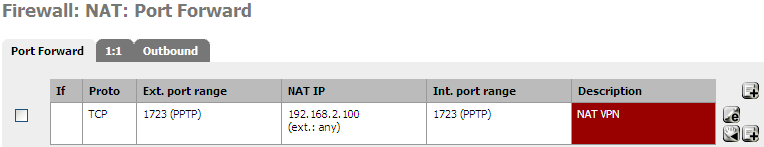 Firewall: NAT: Port Forward
Port Forward 1:1 Outbound
If Proto Ext. port range NAT IP Int. port range Description
TCP 1723 (PPTP) 192.168.2.100 1723 (PPTP) NAT VPN
(ext.: any)